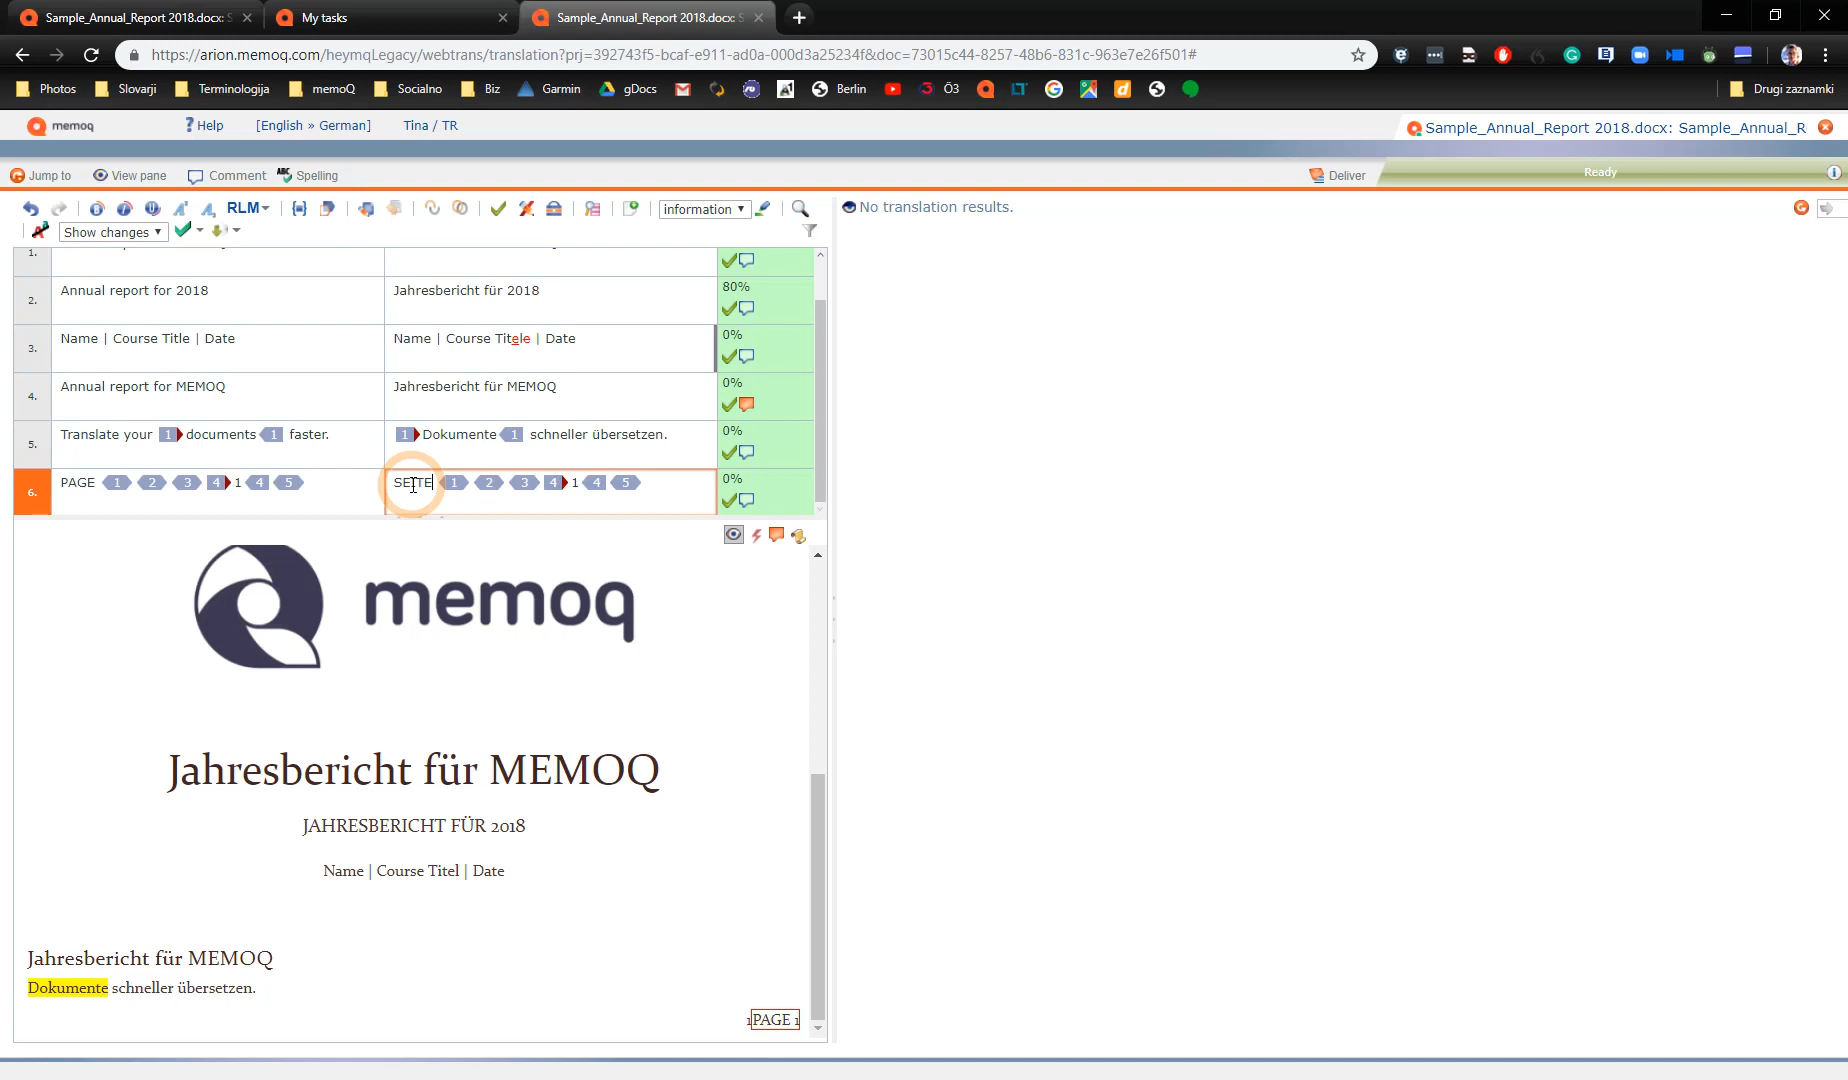 Sample_Annual_Report 2018.docx: S
My tasks
Sample_Annual_Report 2018.docx: S
https://arion.memoq.com/heymqLegacy/webtrans/translation?prj=392743f5-bcaf-e911-ad0a-000d3a25234f&doc=73015c44-8257-48b6-831c-963e7e26f501#
Photos Slovarji Terminologija memoQ Socialno Biz Garmin gDocs Berlin Ö3 LT Drugi zaznamki
memoq Help [English » German] Tina / TR Sample_Annual_Report 2018.docx: Sample_Annual_R
Jump to View pane Comment ABC Spelling Deliver Ready
RLM information No translation results.
Show changes
1.
2. Annual report for 2018 Jahresbericht für 2018 80%
3. Name | Course Title | Date Name | Course Titele | Date 0%
4. Annual report for MEMOQ Jahresbericht für MEMOQ 0%
5. Translate your 1 documents 1 faster. 1 Dokumente 1 schneller übersetzen. 0%
6. PAGE 1 2 3 4 1 4 5 SEITE 1 2 3 4 1 4 5 0%
memoq
Jahresbericht für MEMOQ
JAHRESBERICHT FÜR 2018
Name | Course Titel | Date
Jahresbericht für MEMOQ
Dokumente schneller übersetzen.
1PAGE 1